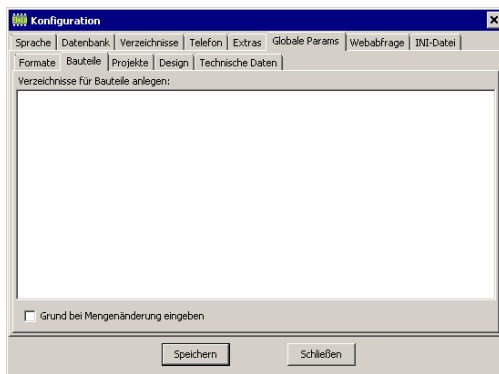 Konfiguration
Sprache Datenbank Verzeichnisse Telefon Extras Globale Params Webabfrage INI-Datei
Formate Bauteile Projekte Design Technische Daten
Verzeichnisse für Bauteile anlegen:
Grund bei Mengenänderung eingeben
Speichern Schließen